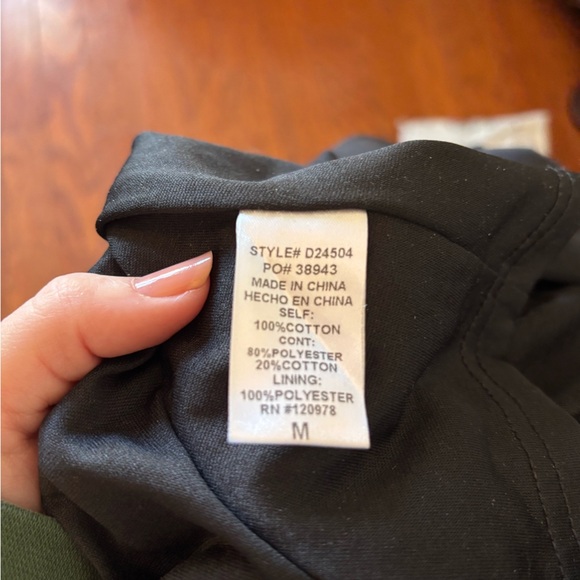 STYLE# D24504
PO# 38943
MADE IN CHINA
HECHO EN CHINA
SELF:
100%COTTON
CONT:
80%POLYESTER
20%COTTON
LINING:
100%POLYESTER
RN #120978
M